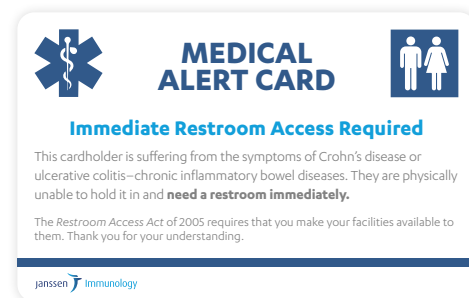 MEDICAL
ALERT CARD
Immediate Restroom Access Required
This cardholder is suffering from the symptoms of Crohn’s disease or
ulcerative colitis–chronic inflammatory bowel diseases. They are physically
unable to hold it in and need a restroom immediately.
The Restroom Access Act of 2005 requires that you make your facilities available to
them. Thank you for your understanding.
janssen Immunology